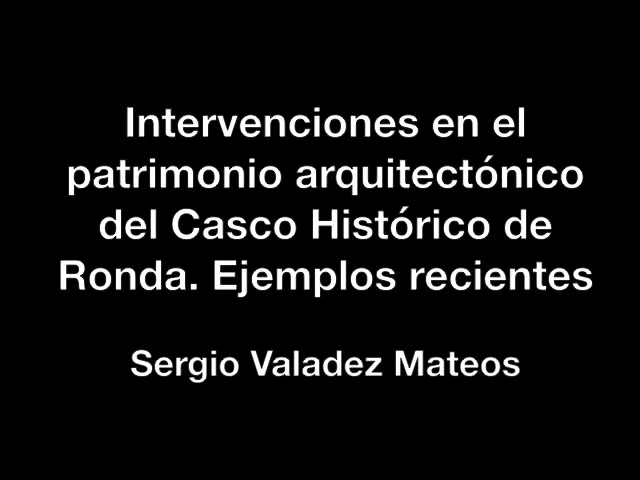 Intervenciones en el
patrimonio arquitectónico
del Casco Histórico de
Ronda. Ejemplos recientes
Sergio Valadez Mateos